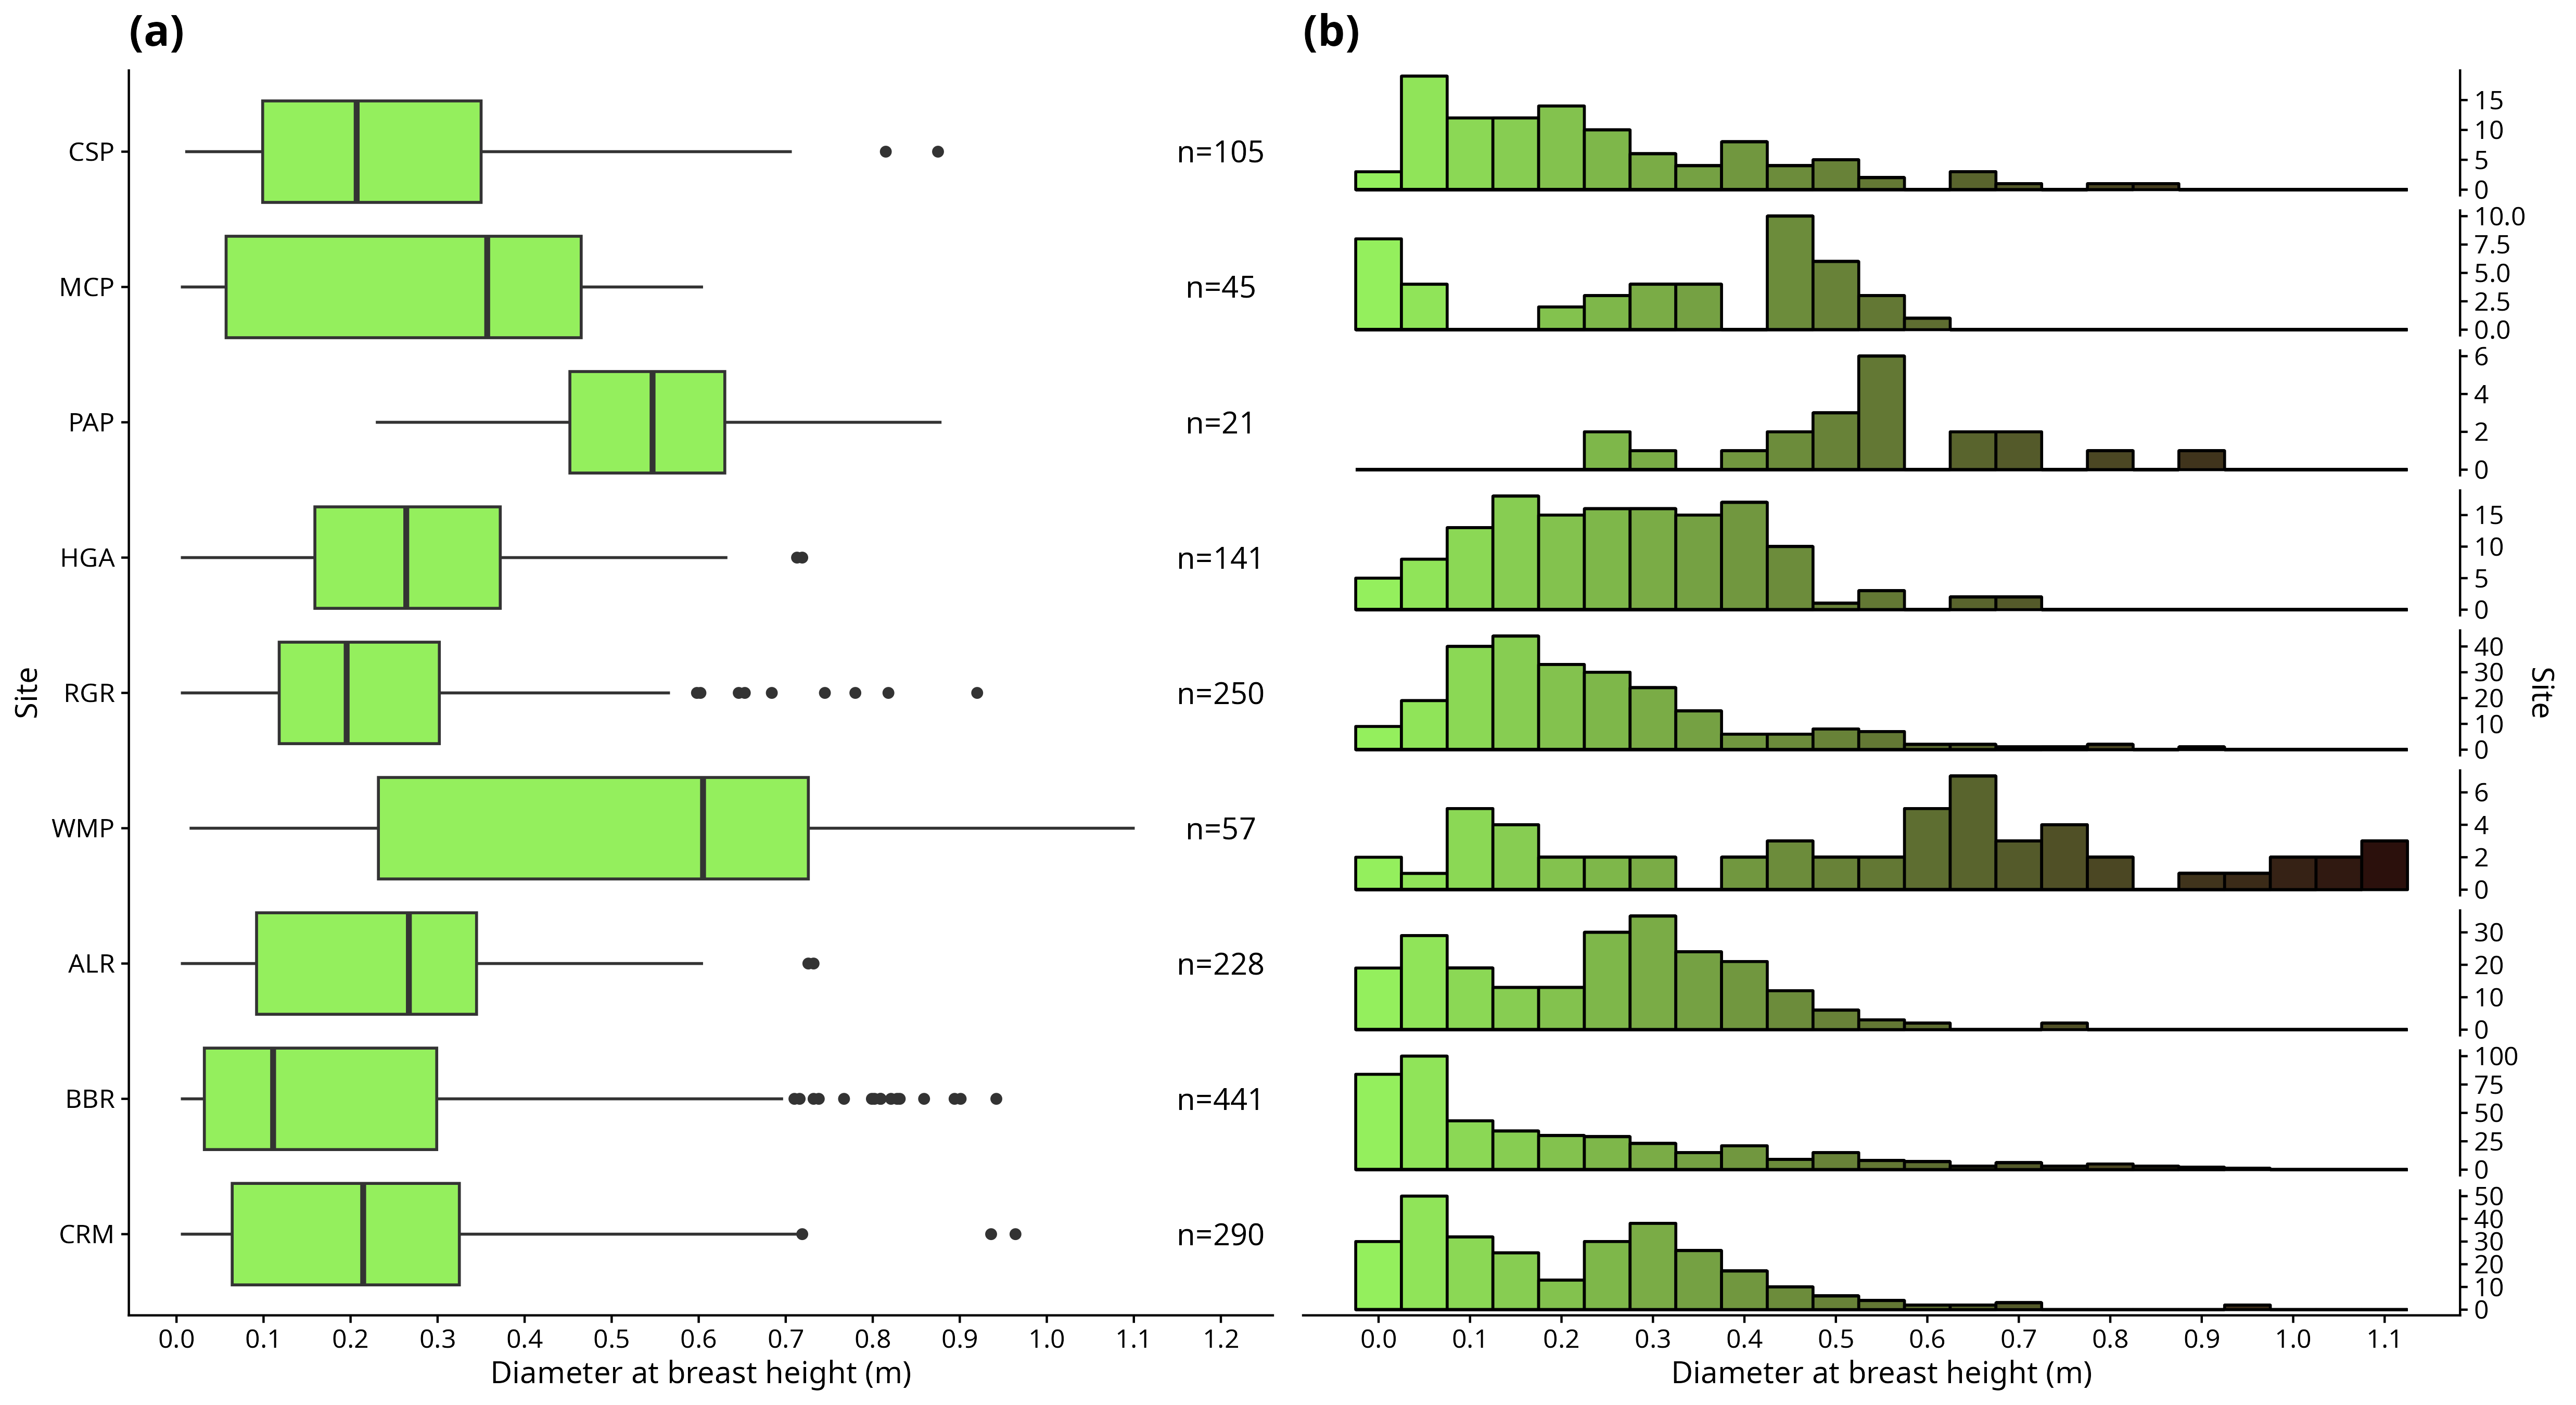 (a)
(b)
Site
CSP
n=105
MCP
n=45
PAP
n=21
HGA
n=141
RGR
n=250
WMP
n=57
ALR
n=228
BBR
n=441
CRM
n=290
0.0 0.1 0.2 0.3 0.4 0.5 0.6 0.7 0.8 0.9 1.0 1.1 1.2
Diameter at breast height (m)
15
10
5
0
10.0
7.5
5.0
2.5
0.0
6
4
2
0
15
10
5
0
40
30
20
10
0
6
4
2
0
30
20
10
0
100
75
50
25
0
50
40
30
20
10
0
Site
0.0 0.1 0.2 0.3 0.4 0.5 0.6 0.7 0.8 0.9 1.0 1.1
Diameter at breast height (m)